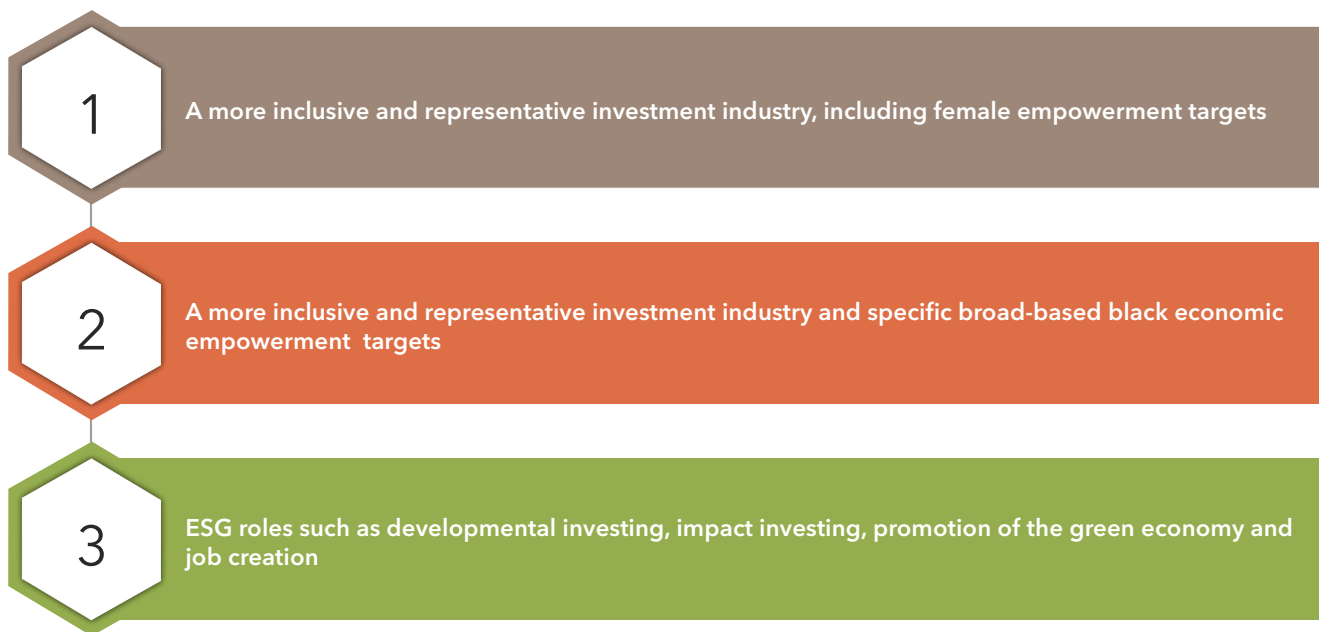 1
A more inclusive and representative investment industry, including female empowerment targets
2
A more inclusive and representative investment industry and specific broad-based black economic
empowerment  targets
3
ESG roles such as developmental investing, impact investing, promotion of the green economy and
job creation